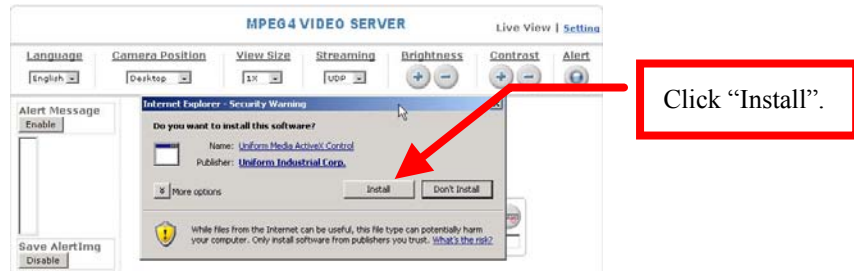 MPEG4 VIDEO SERVER
Live View | Setting
Language Camera Position View Size Streaming Brightness Contrast Alert
English Desktop 1X UDP
Alert Message
Enable
Internet Explorer - Security Warning
Do you want to install this software?
Name: Uniform Media ActiveX Control
Publisher: Uniform Industrial Corp.
More options
Install
Don't Install
While files from the Internet can be useful, this file type can potentially harm
your computer. Only install software from publishers you trust. What's the risk?
Save AlertImg
Disable
Click “Install”.